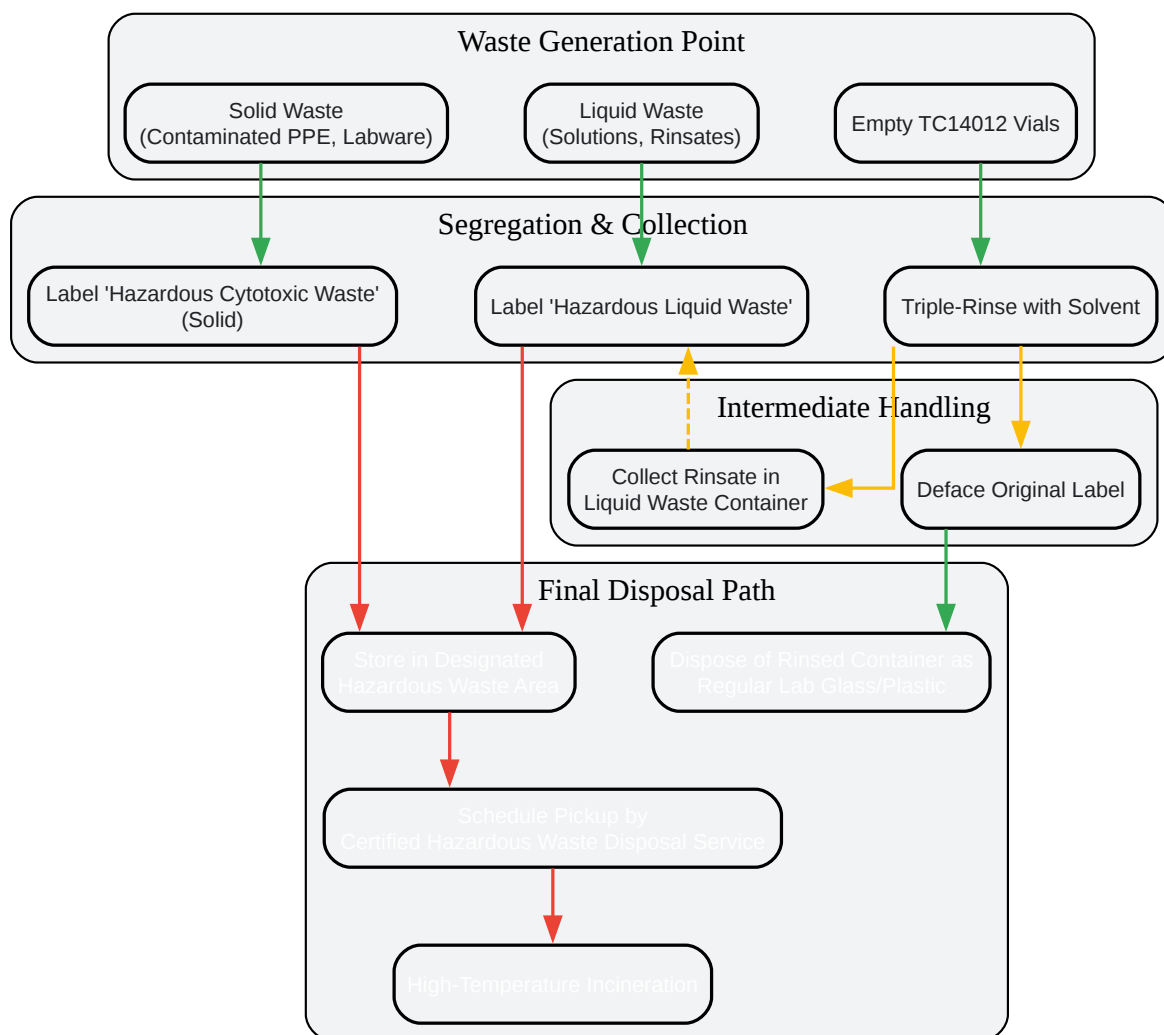 Waste Generation Point
Solid Waste
(Contaminated PPE, Labware)
Liquid Waste
(Solutions, Rinsates)
Empty TC14012 Vials
Segregation & Collection
Label 'Hazardous Cytotoxic Waste'
(Solid)
Label 'Hazardous Liquid Waste'
Triple-Rinse with Solvent
Intermediate Handling
Collect Rinsate in
Liquid Waste Container
Deface Original Label
Final Disposal Path
Store in Designated
Hazardous Waste Area
Dispose of Rinsed Container as
Regular Lab Glass/Plastic
Schedule Pickup by
Certified Hazardous Waste Disposal Service
High-Temperature Incineration